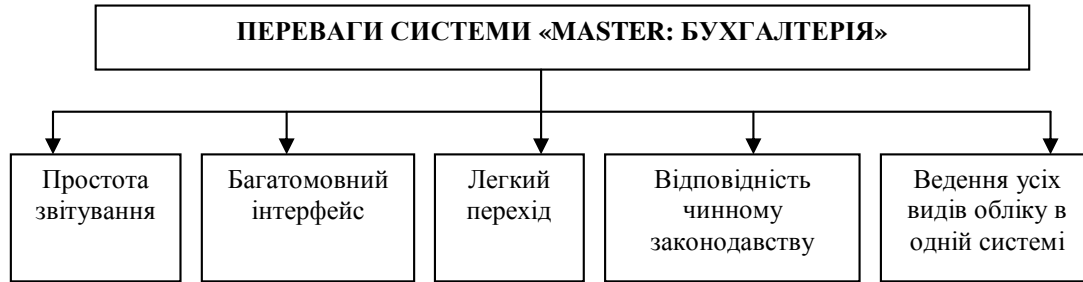 ПЕРЕВАГИ СИСТЕМИ «MASTER: БУХГАЛТЕРІЯ»
Простота
звітування
Багатомовний
інтерфейс
Легкий
перехід
Відповідність
чинному
законодавству
Ведення усіх
видів обліку в
одній системі